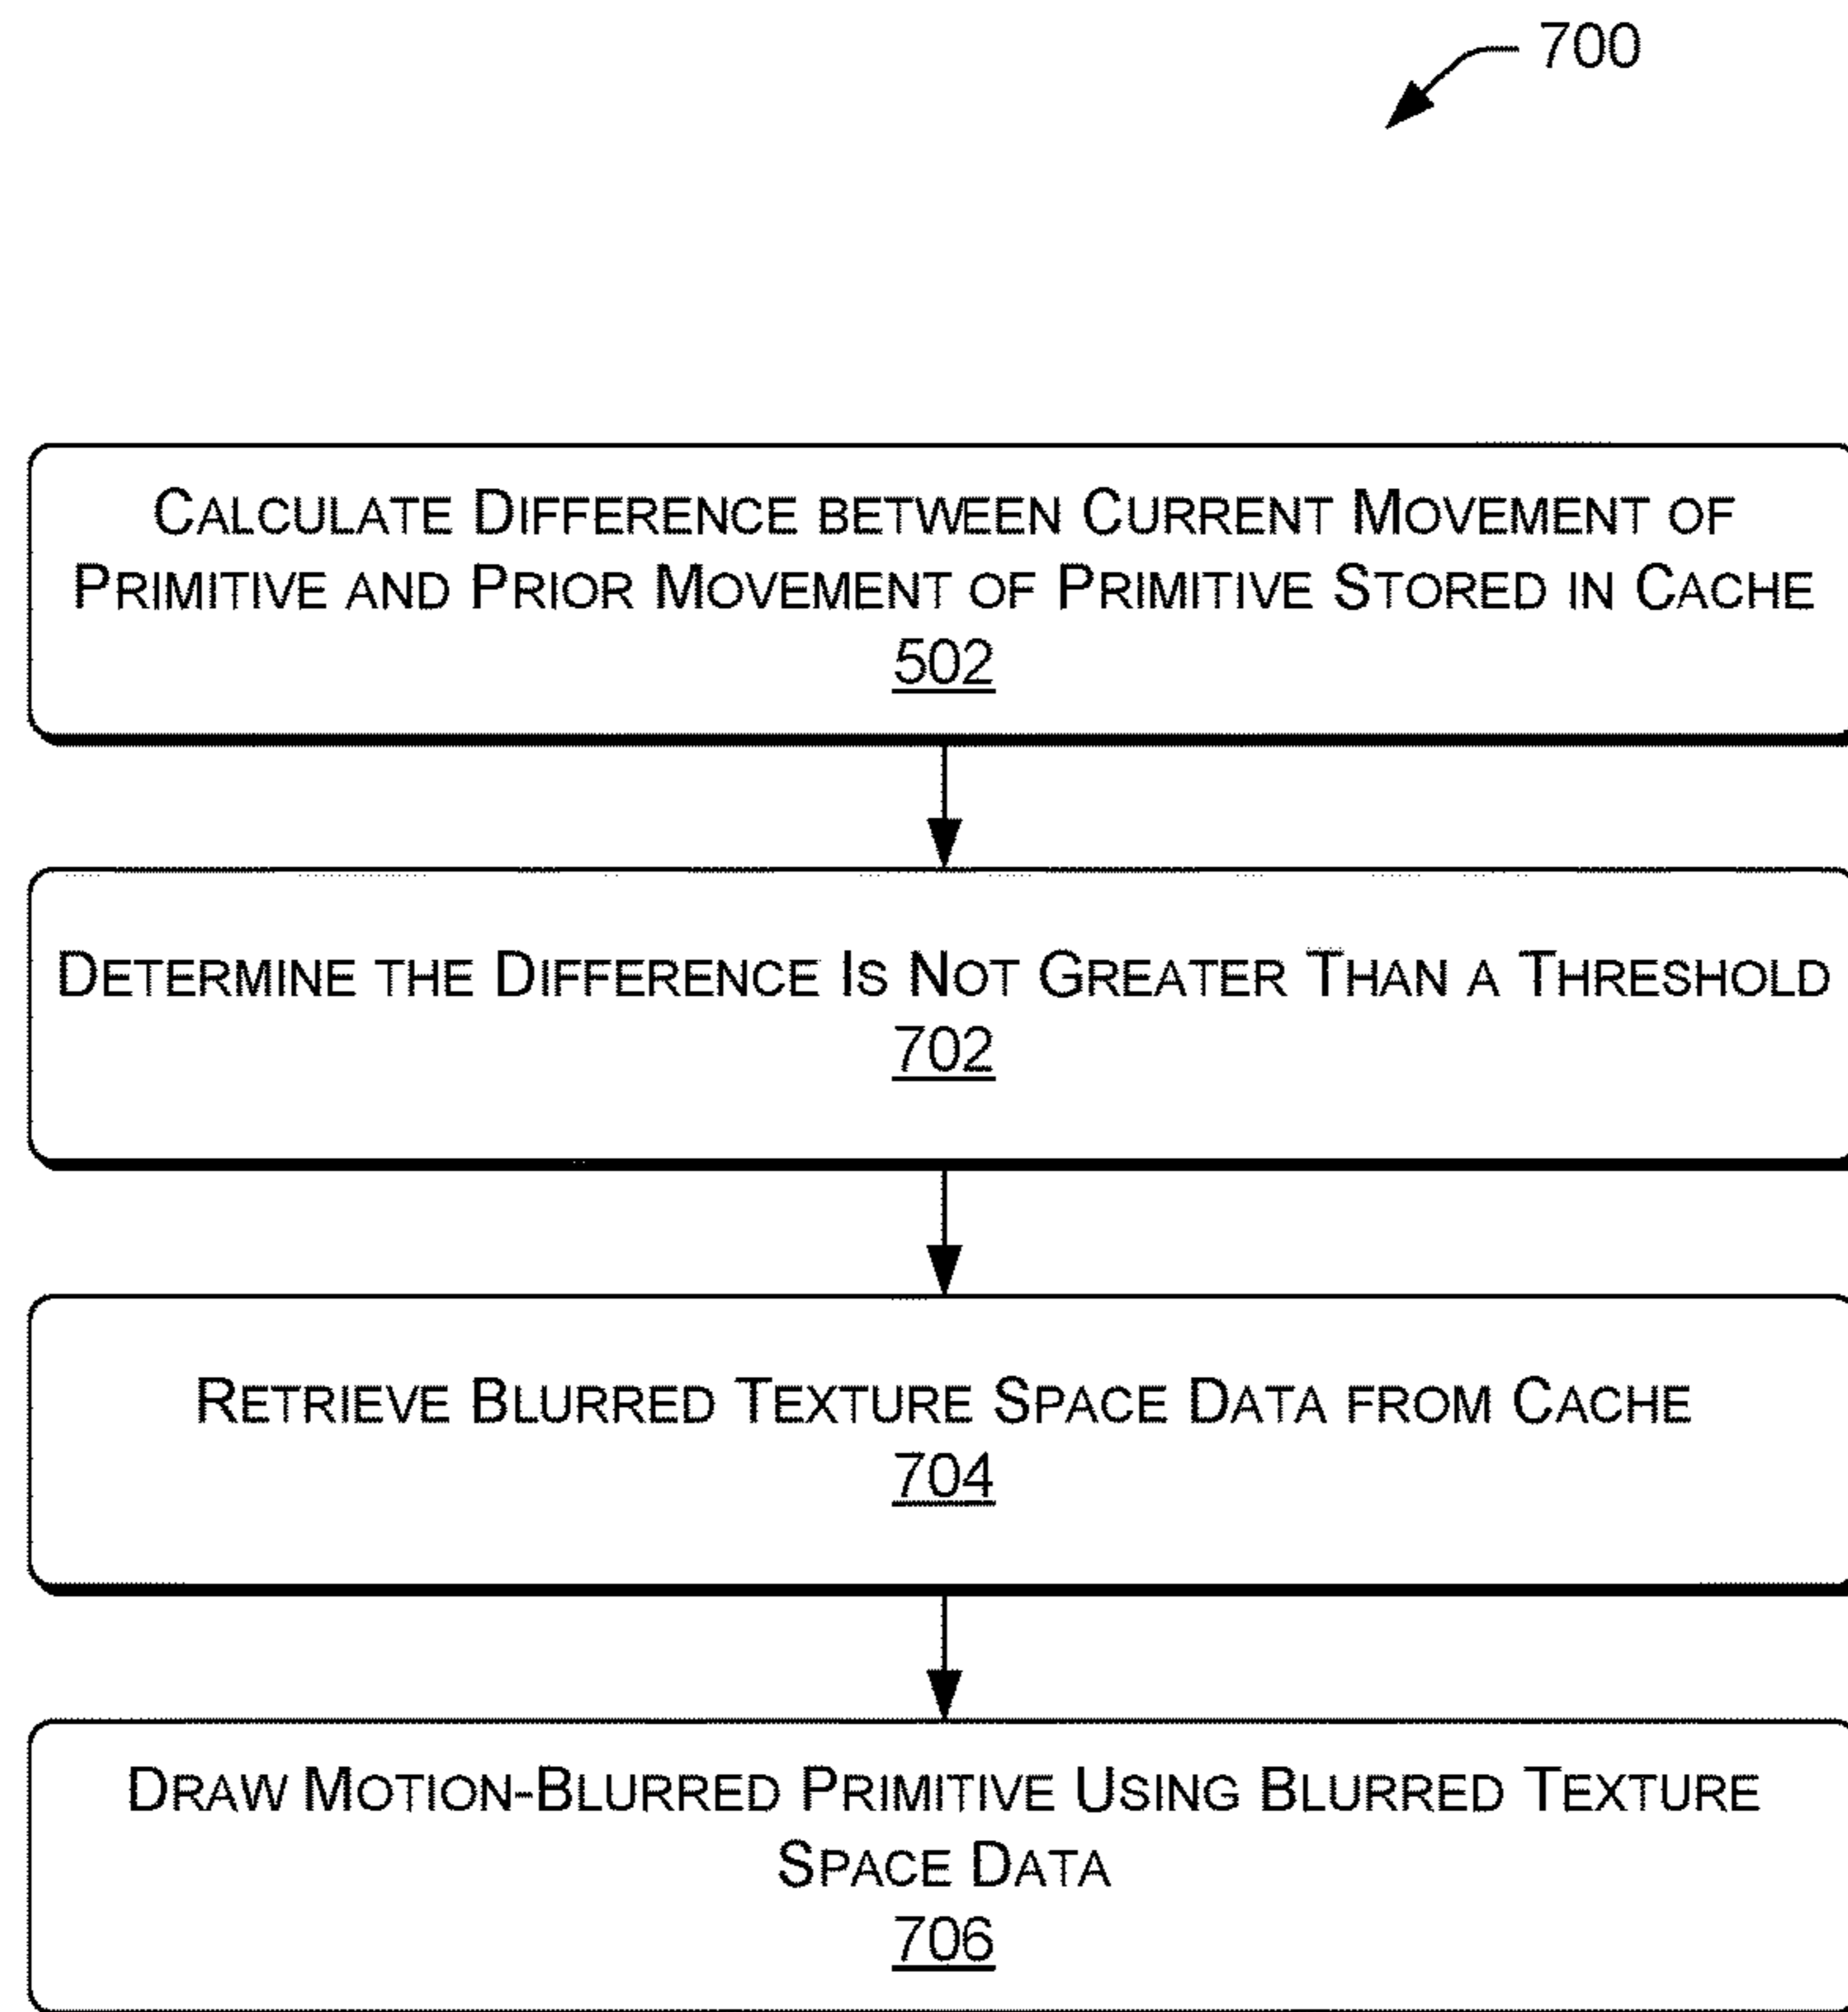 700
CALCULATE DIFFERENCE BETWEEN CURRENT MOVEMENT OF
PRIMITIVE AND PRIOR MOVEMENT OF PRIMITIVE STORED IN CACHE
502
DETERMINE THE DIFFERENCE IS NOT GREATER THAN A THRESHOLD
702
RETRIEVE BLURRED TEXTURE SPACE DATA FROM CACHE
704
DRAW MOTION-BLURRED PRIMITIVE USING BLURRED TEXTURE
SPACE DATA
706